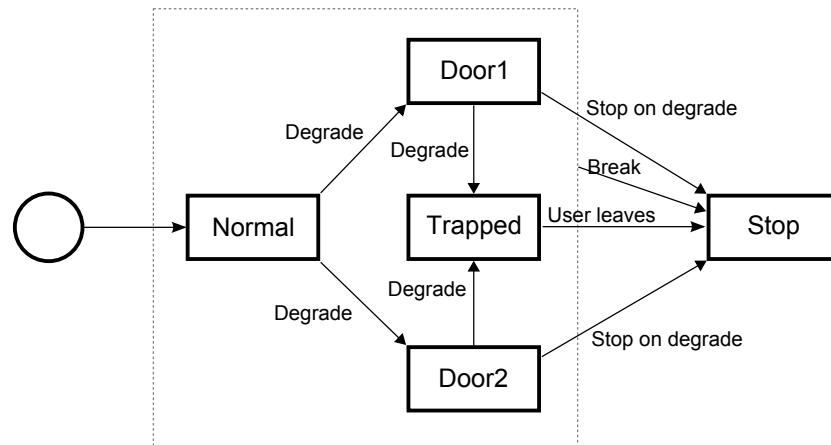 Door1
Stop on degrade
Degrade
Degrade
Break
Normal
Trapped
User leaves
Stop
Degrade
Degrade
Stop on degrade
Door2